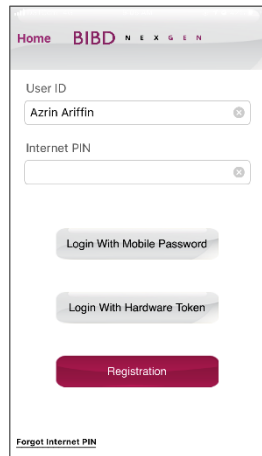 Home BIBD NEXGEN
User ID
Azrin Ariffin
Internet PIN
Login With Mobile Password
Login With Hardware Token
Registration
Forgot Internet PIN